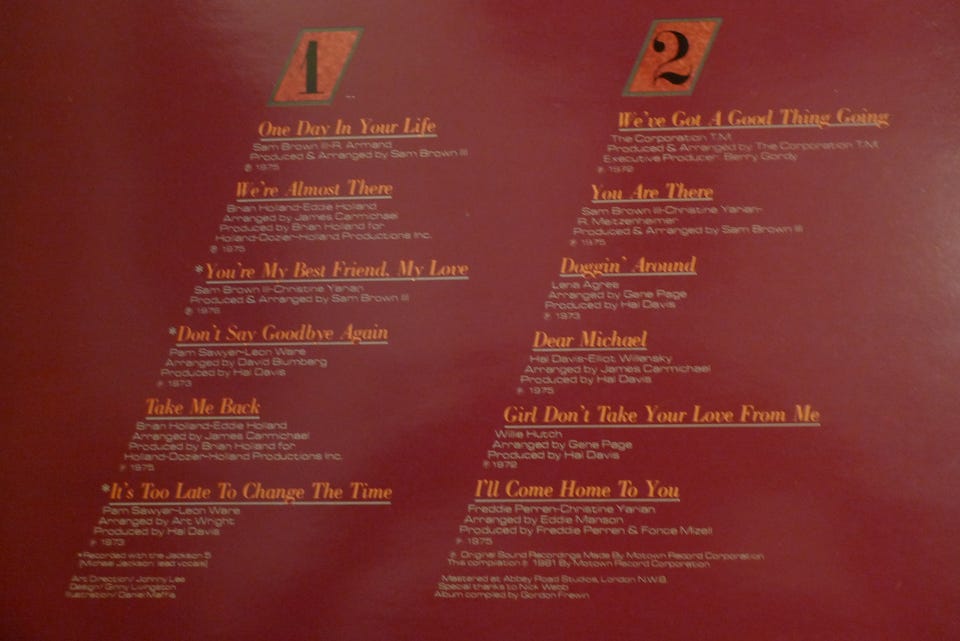 1
One Day In Your Life
Sam Brown III-R. Armand
Produced & Arranged by Sam Brown III
℗ 1975
We're Almost There
Brian Holland-Eddie Holland
Arranged by James Carmichael
Produced by Brian Holland for
Holland-Dozier-Holland Productions Inc.
℗ 1975
*You're My Best Friend, My Love
Sam Brown III-Christine Yarian
Produced & Arranged by Sam Brown III
℗ 1976
*Don't Say Goodbye Again
Pam Sawyer-Leon Ware
Arranged by David Blumberg
Produced by Hal Davis
℗ 1973
Take Me Back
Brian Holland-Eddie Holland
Arranged by James Carmichael
Produced by Brian Holland for
Holland-Dozier-Holland Productions Inc.
℗ 1975
*It's Too Late To Change The Time
Pam Sawyer-Leon Ware
Arranged by Art Wright
Produced by Hal Davis
℗ 1973
*Recorded with the Jackson 5
(Michael Jackson lead vocals)
Art Direction/Johnny Lee
Design/Ginny Livingston
Illustration/Daniel Maffia
2
We've Got A Good Thing Going
The Corporation T.M.
Produced & Arranged by The Corporation T.M.
Executive Producer: Berry Gordy
℗ 1972
You Are There
Sam Brown III-Christine Yarian-
R. Meitzenheimer
Produced & Arranged by Sam Brown III
℗ 1975
Doggin' Around
Lena Agree
Arranged by Gene Page
Produced by Hal Davis
℗ 1973
Dear Michael
Hal Davis-Elliot Willensky
Arranged by James Carmichael
Produced by Hal Davis
℗ 1975
Girl Don't Take Your Love From Me
Willie Hutch
Arranged by Gene Page
Produced by Hal Davis
℗ 1972
I'll Come Home To You
Freddie Perren-Christine Yarian
Arranged by Eddie Manson
Produced by Freddie Perren & Fonce Mizell
℗ 1975
℗ Original Sound Recordings Made By Motown Record Corporation
This compilation ℗ 1981 By Motown Record Corporation
Mastered at Abbey Road Studios, London N.W.8.
Special thanks to Nick Webb
Album compiled by Gordon Frewin